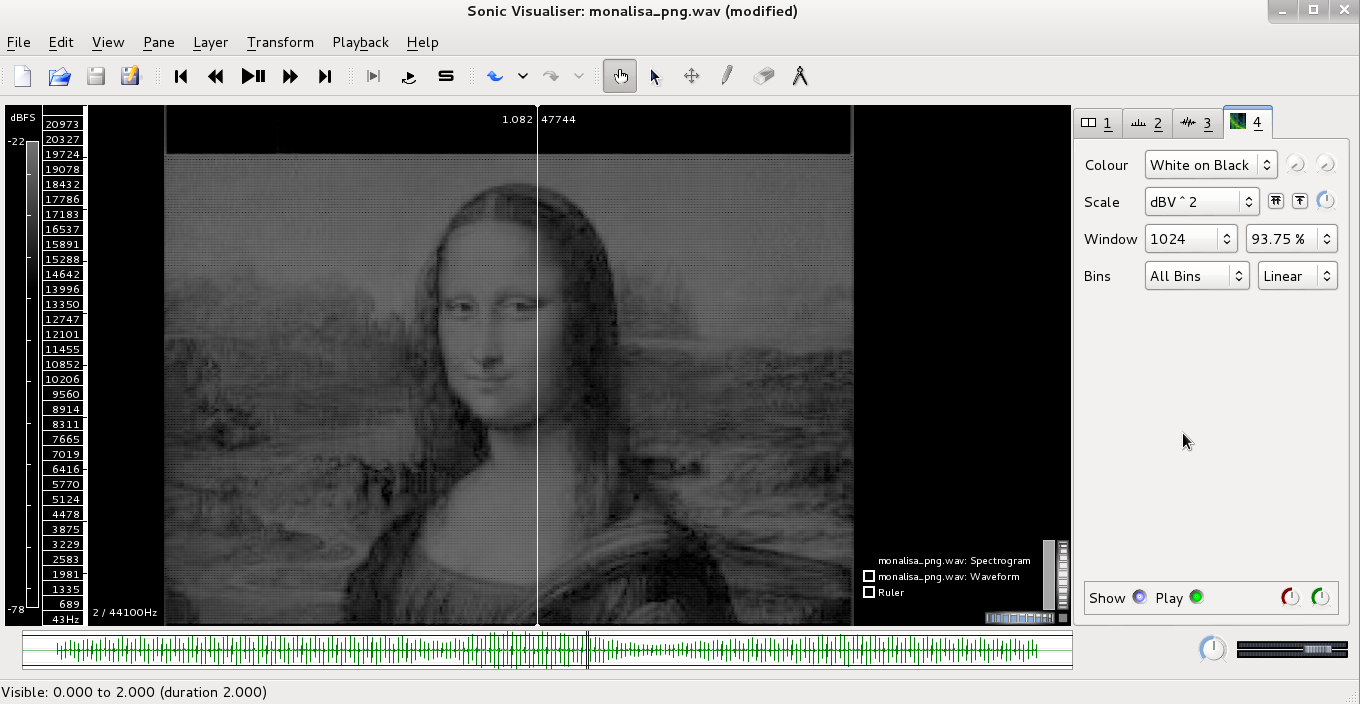 Sonic Visualiser: monalisa_png.wav (modified)
File Edit View Pane Layer Transform Playback Help
dBFS
-22
-78
20973
20327
19724
19078
18432
17786
17183
16537
15891
15288
14642
13996
13350
12747
12101
11455
10852
10206
9560
8914
8311
7665
7019
6416
5770
5124
4478
3875
3229
2583
1981
1335
689
43Hz
1.082 47744
2 / 44100Hz
monalisa_png.wav: Spectrogram
monalisa_png.wav: Waveform
Ruler
1 2 3 4
Colour White on Black
Scale dBV^2
Window 1024 93.75 %
Bins All Bins Linear
Show Play
Visible: 0.000 to 2.000 (duration 2.000)